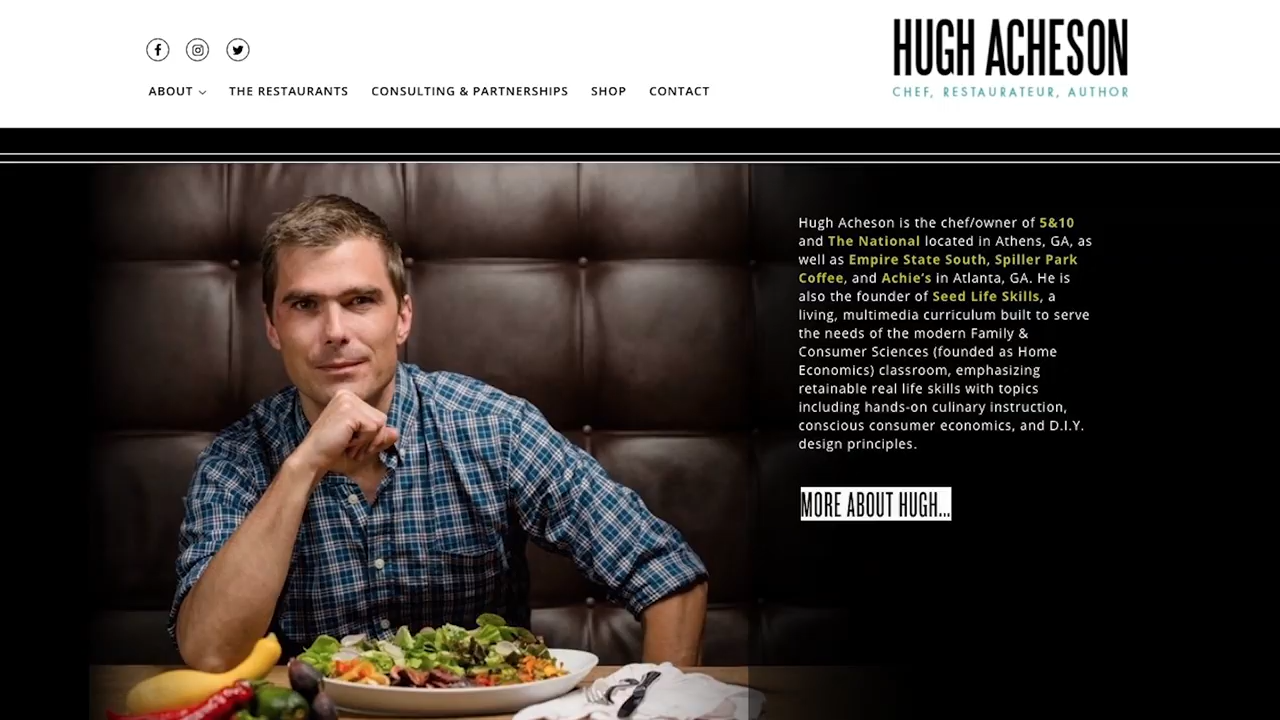 ABOUT THE RESTAURANTS CONSULTING & PARTNERSHIPS SHOP CONTACT
HUGH ACHESON
CHEF, RESTAURATEUR, AUTHOR
Hugh Acheson is the chef/owner of 5&10
and The National located in Athens, GA, as
well as Empire State South, Spiller Park
Coffee, and Achie’s in Atlanta, GA. He is
also the founder of Seed Life Skills, a
living, multimedia curriculum built to serve
the needs of the modern Family &
Consumer Sciences (founded as Home
Economics) classroom, emphasizing
retainable real life skills with topics
including hands-on culinary instruction,
conscious consumer economics, and D.I.Y.
design principles.
MORE ABOUT HUGH...